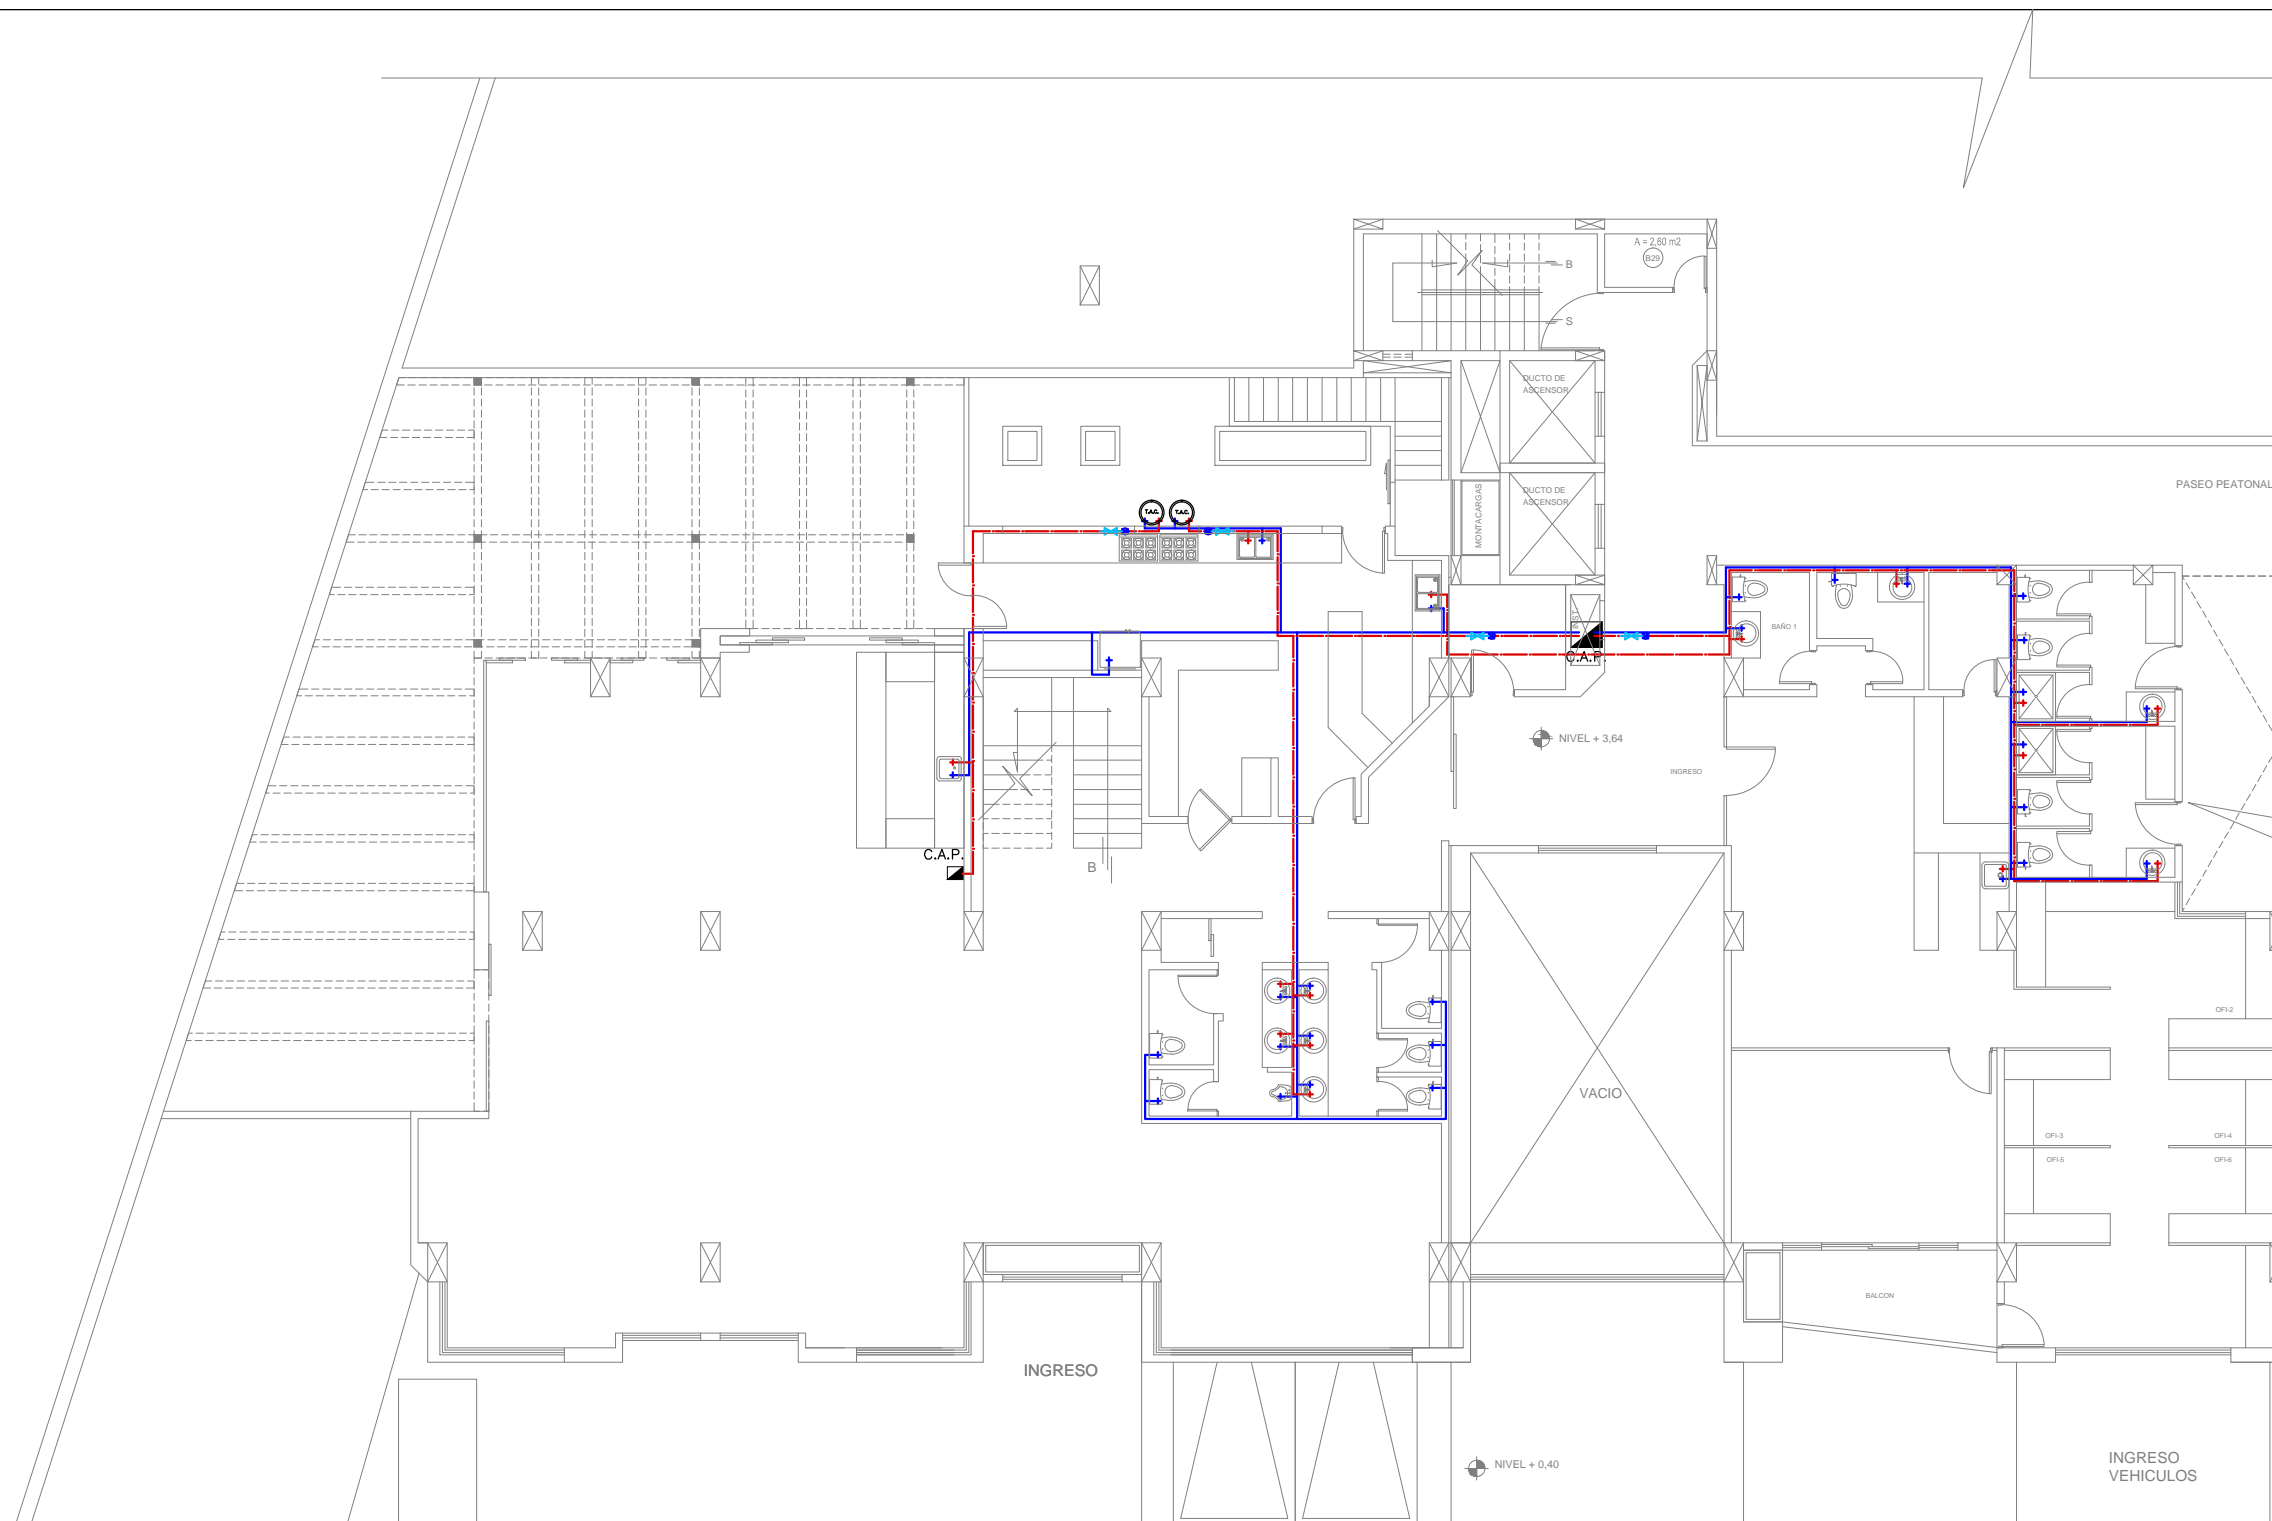 A = 2,60 m2
B29
B
S
DUCTO DE
ASCENSOR
DUCTO DE
ASCENSOR
MONTACARGAS
PASEO PEATONAL
T.A.C.
T.A.C.
INST.
BAÑO 1
C.A.P.
NIVEL + 3,64
INGRESO
C.A.P.
B
OFI-2
VACIO
OFI-3
OFI-4
OFI-5
OFI-6
BALCON
INGRESO
NIVEL + 0,40
INGRESO
VEHICULOS